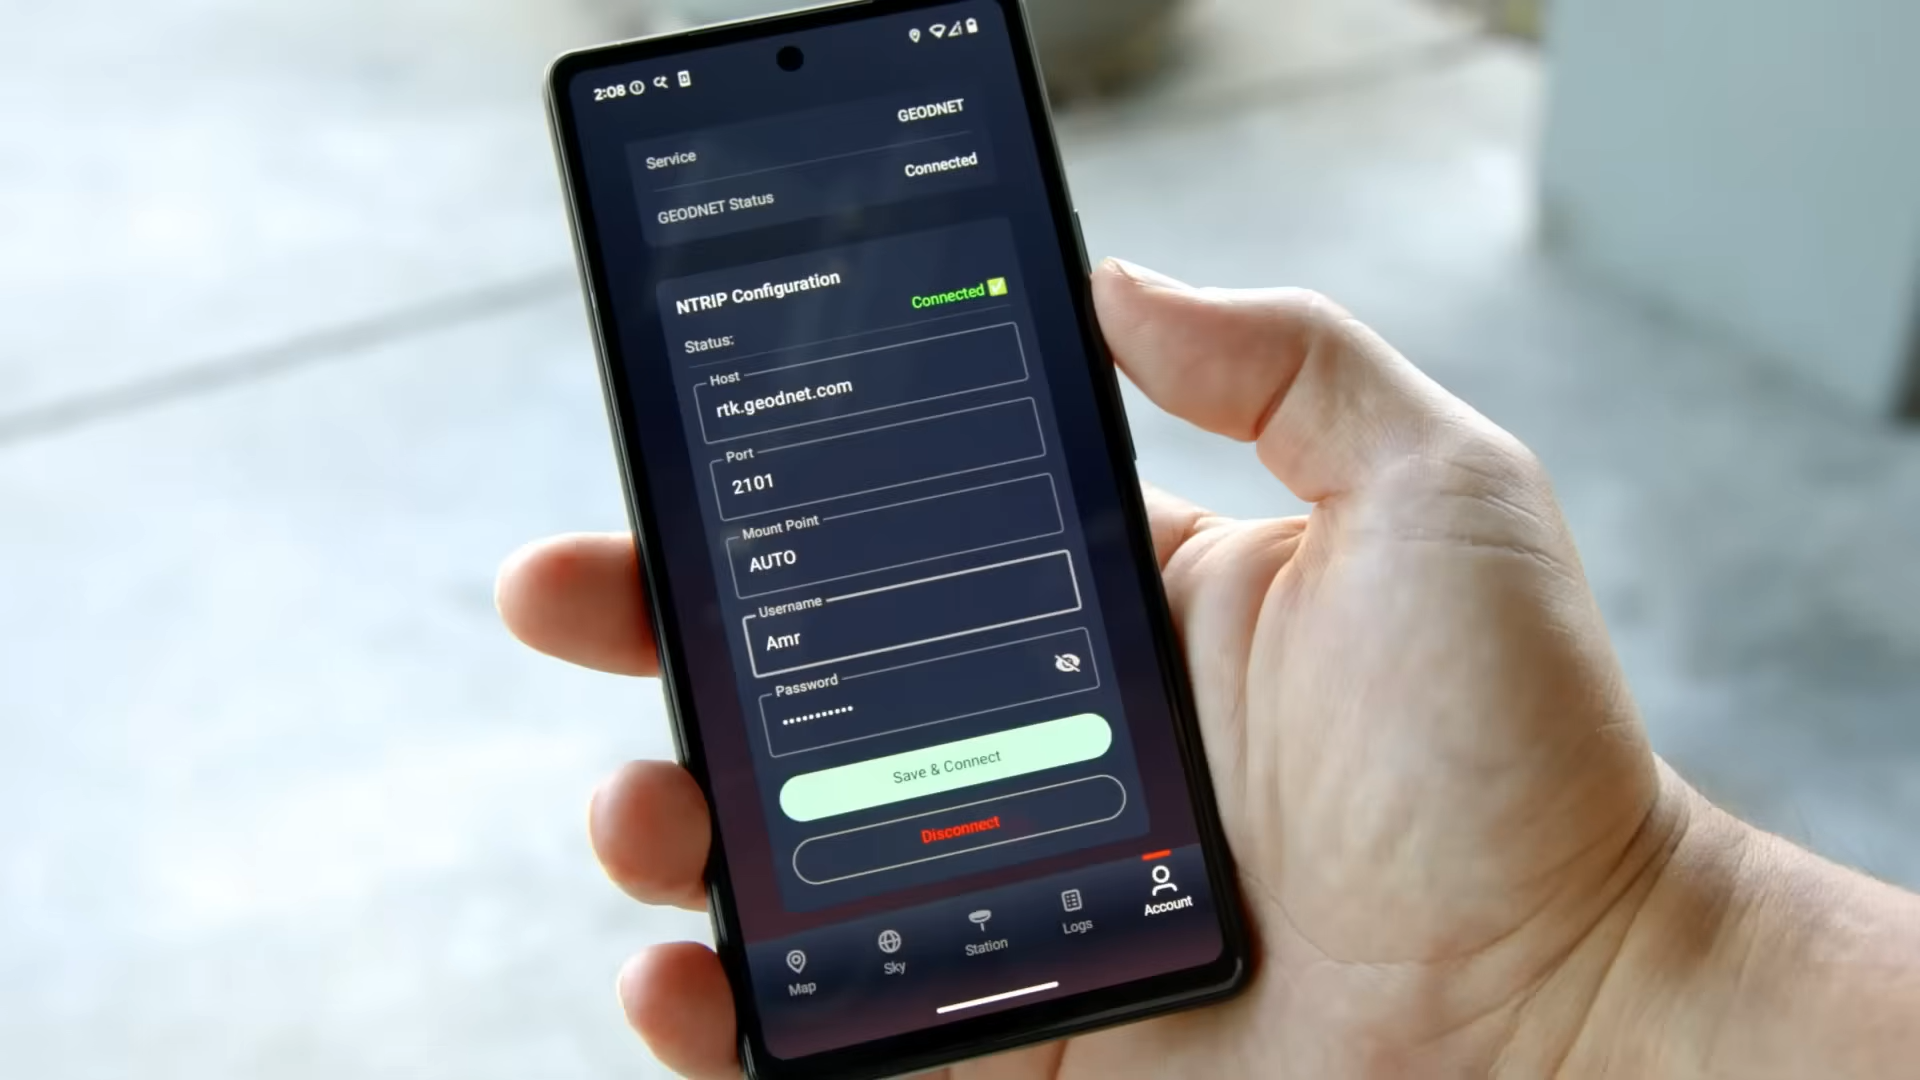 2:08
GEODNET
Service
Connected
GEODNET Status
NTRIP Configuration
Connected ✅
Status:
Host
rtk.geodnet.com
Port
2101
Mount Point
AUTO
Username
Amr
Password
•••••••••••
Save & Connect
Disconnect
Map
Sky
Station
Logs
Account